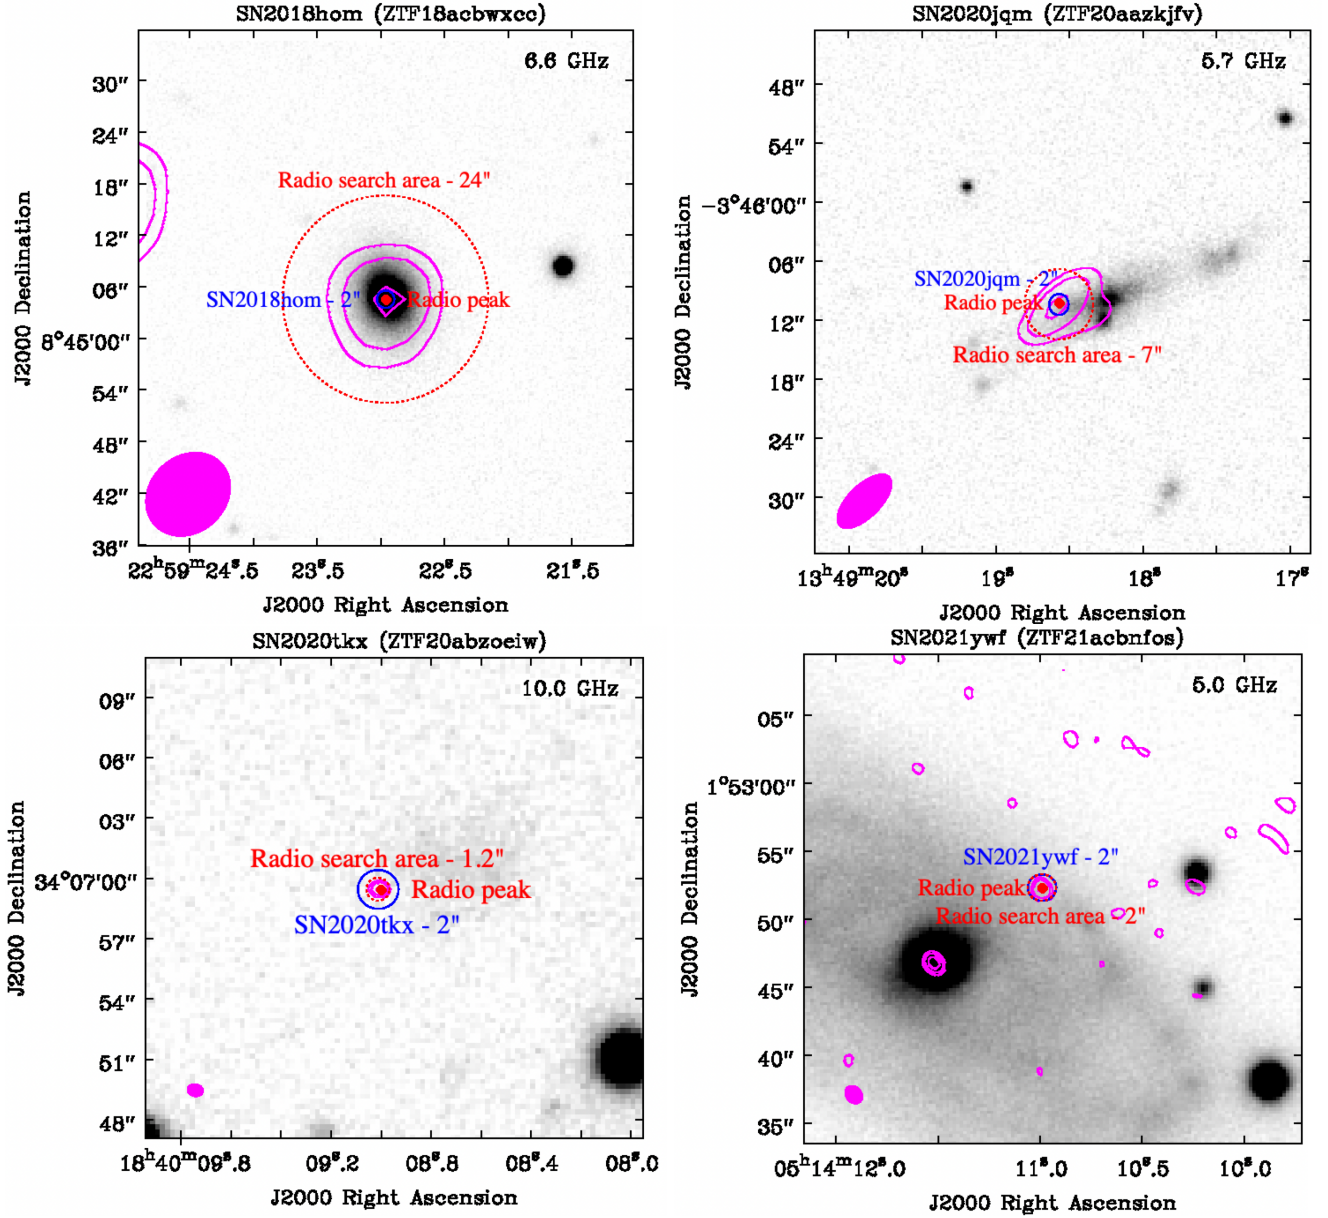 SN2018hom (ZTF18acbwxcc)
6.6 GHz
30"
24"
18"
12"
06"
8°45'00"
54"
48"
42"
36"
J2000 Declination
Radio search area - 24"
SN2018hom - 2"
Radio peak
22h59m24s.5 23s.5 22s.5 21s.5
J2000 Right Ascension
SN2020jqm (ZTF20aazkjfv)
5.7 GHz
48"
54"
−3°46'00"
06"
12"
18"
24"
30"
J2000 Declination
SN2020jqm - 2"
Radio peak
Radio search area - 7"
13h49m20s 19s 18s 17s
J2000 Right Ascension
SN2020tkx (ZTF20abzoeiw)
10.0 GHz
09"
06"
03"
34°07'00"
57"
54"
51"
48"
J2000 Declination
Radio search area - 1.2"
Radio peak
SN2020tkx - 2"
18h40m09s.8 09s.2 08s.8 08s.4 08s.0
J2000 Right Ascension
SN2021ywf (ZTF21acbnfos)
5.0 GHz
05"
1°53'00"
55"
50"
45"
40"
35"
J2000 Declination
SN2021ywf - 2"
Radio peak
Radio search area - 2"
05h14m12s.0 11s.0 10s.5 10s.0
J2000 Right Ascension